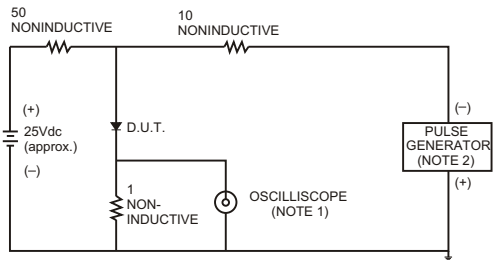 50
NONINDUCTIVE
10
NONINDUCTIVE
(+)
25Vdc
(approx.)
(–)
D.U.T.
1
NON-
INDUCTIVE
OSCILLISCOPE
(NOTE 1)
(–)
PULSE
GENERATOR
(NOTE 2)
(+)